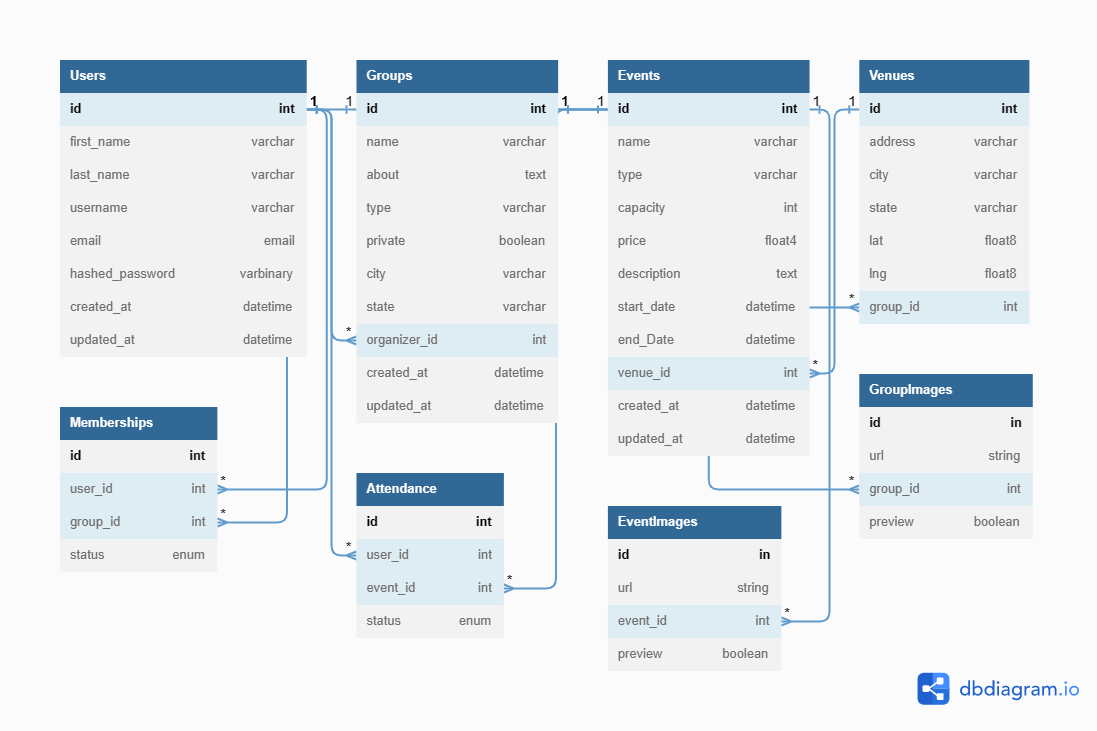 Users
id int
first_name varchar
last_name varchar
username varchar
email email
hashed_password varbinary
created_at datetime
updated_at datetime
Groups
id int
name varchar
about text
type varchar
private boolean
city varchar
state varchar
organizer_id int
created_at datetime
updated_at datetime
Events
id int
name varchar
type varchar
capacity int
price float4
description text
start_date datetime
end_Date datetime
venue_id int
created_at datetime
updated_at datetime
Venues
id int
address varchar
city varchar
state varchar
lat float8
lng float8
group_id int
Memberships
id int
user_id int
group_id int
status enum
Attendance
id int
user_id int
event_id int
status enum
EventImages
id in
url string
event_id int
preview boolean
GroupImages
id in
url string
group_id int
preview boolean
1
1
1
1
1
1
*
*
*
*
*
*
*
*
*
dbdiagram.io